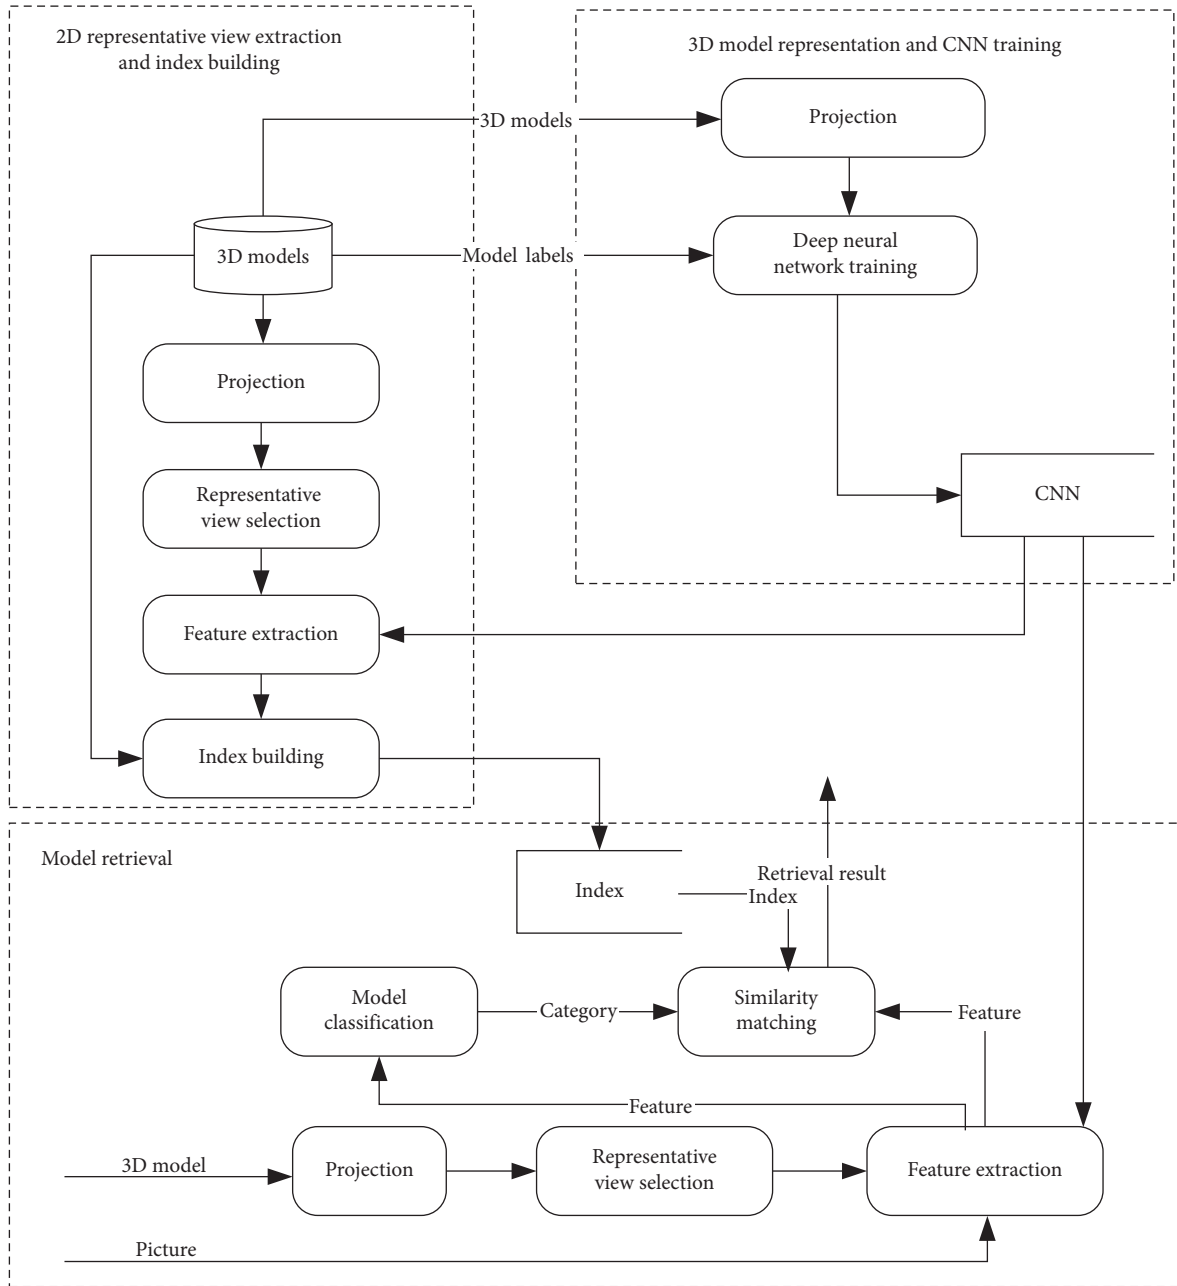 2D representative view extraction
and index building
3D models
3D models
Model labels
Projection
Representative
view selection
Feature extraction
Index building
3D model representation and CNN training
Projection
Deep neural
network training
CNN
Model retrieval
Index
Retrieval result
Index
Model
classification
Category
Similarity
matching
Feature
Feature
3D model
Projection
Representative
view selection
Feature extraction
Picture